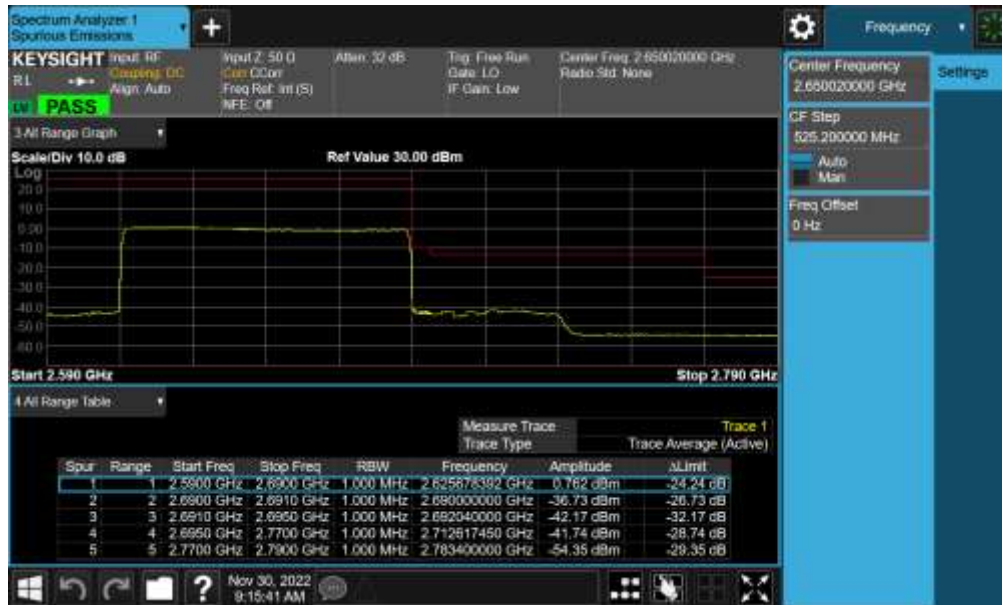 Spectrum Analyzer 1
Spurious Emissions
Frequency
KEYSIGHT Input: RF
RL Coupling: DC
Align: Auto
LV PASS
Input Z: 50 Ω
Corr CCorr
Freq Ref: Int (S)
NFE: Off
Atten: 32 dB
Trig: Free Run
Gate: LO
IF Gain: Low
Center Freq: 2.650020000 GHz
Radio Std: None
Center Frequency
2.650020000 GHz
Settings
CF Step
525.200000 MHz
Auto
Man
Freq Offset
0 Hz
3 All Range Graph
Scale/Div 10.0 dB Ref Value 30.00 dBm
Log
20.0
10.0
0.00
-10.0
-20.0
-30.0
-40.0
-50.0
-60.0
Start 2.590 GHz Stop 2.790 GHz
4 All Range Table
Measure Trace Trace 1
Trace Type Trace Average (Active)
Spur Range Start Freq Stop Freq RBW Frequency Amplitude ΔLimit
1 1 2.5900 GHz 2.6900 GHz 1.000 MHz 2.625678392 GHz 0.762 dBm -24.24 dB
2 2 2.6900 GHz 2.6910 GHz 1.000 MHz 2.690000000 GHz -36.73 dBm -26.73 dB
3 3 2.6910 GHz 2.6950 GHz 1.000 MHz 2.692040000 GHz -42.17 dBm -32.17 dB
4 4 2.6950 GHz 2.7700 GHz 1.000 MHz 2.712617450 GHz -41.74 dBm -28.74 dB
5 5 2.7700 GHz 2.7900 GHz 1.000 MHz 2.783400000 GHz -54.35 dBm -29.35 dB
? Nov 30, 2022
9:15:41 AM